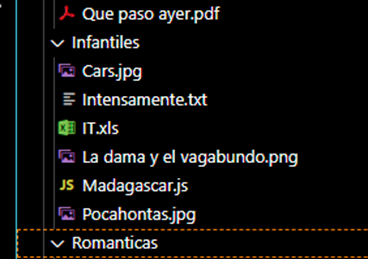 Que paso ayer.pdf
Infantiles
Cars.jpg
Intensamente.txt
IT.xls
La dama y el vagabundo.png
JS Madagascar.js
Pocahontas.jpg
Romanticas